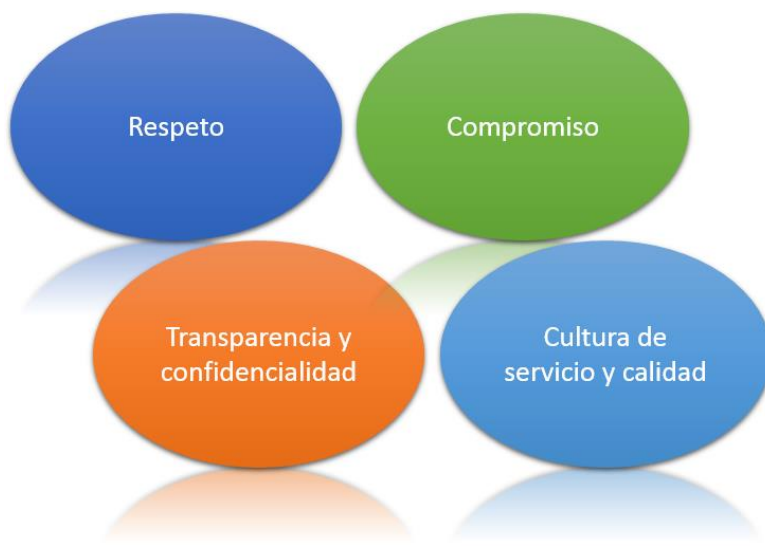 Respeto
Compromiso
Transparencia y
confidencialidad
Cultura de
servicio y calidad